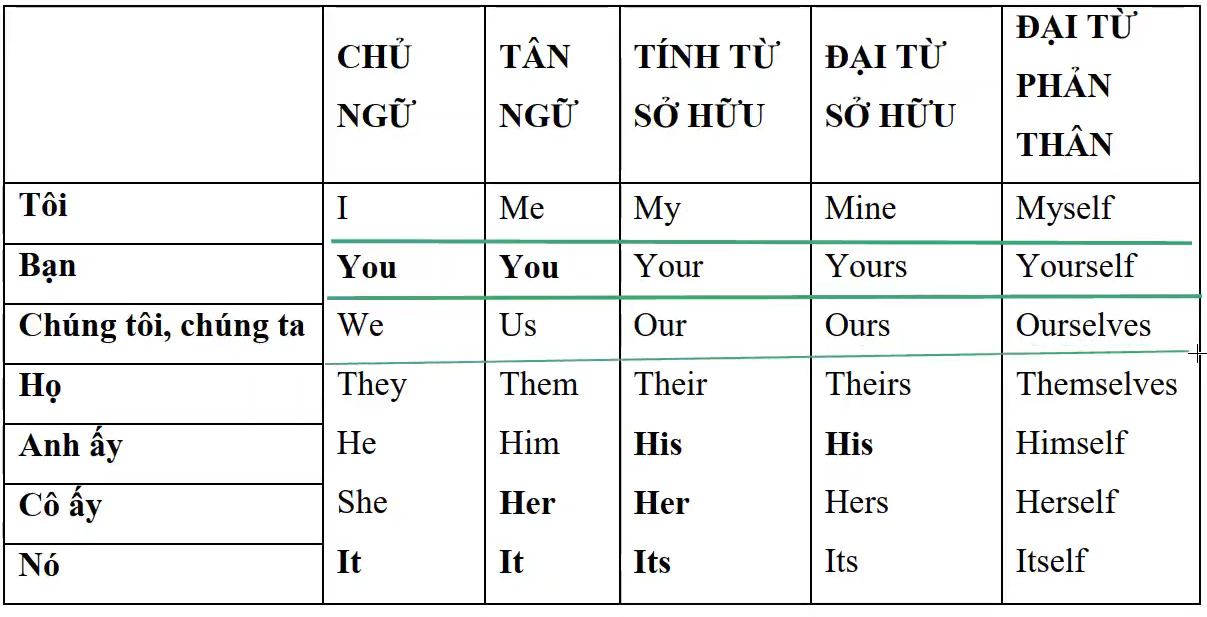 CHỦ NGỮ TÂN NGỮ TÍNH TỪ SỞ HỮU ĐẠI TỪ SỞ HỮU ĐẠI TỪ PHẢN THÂN
Tôi I Me My Mine Myself
Bạn You You Your Yours Yourself
Chúng tôi, chúng ta We Us Our Ours Ourselves
Họ They Them Their Theirs Themselves
Anh ấy He Him His His Himself
Cô ấy She Her Her Hers Herself
Nó It It Its Its Itself